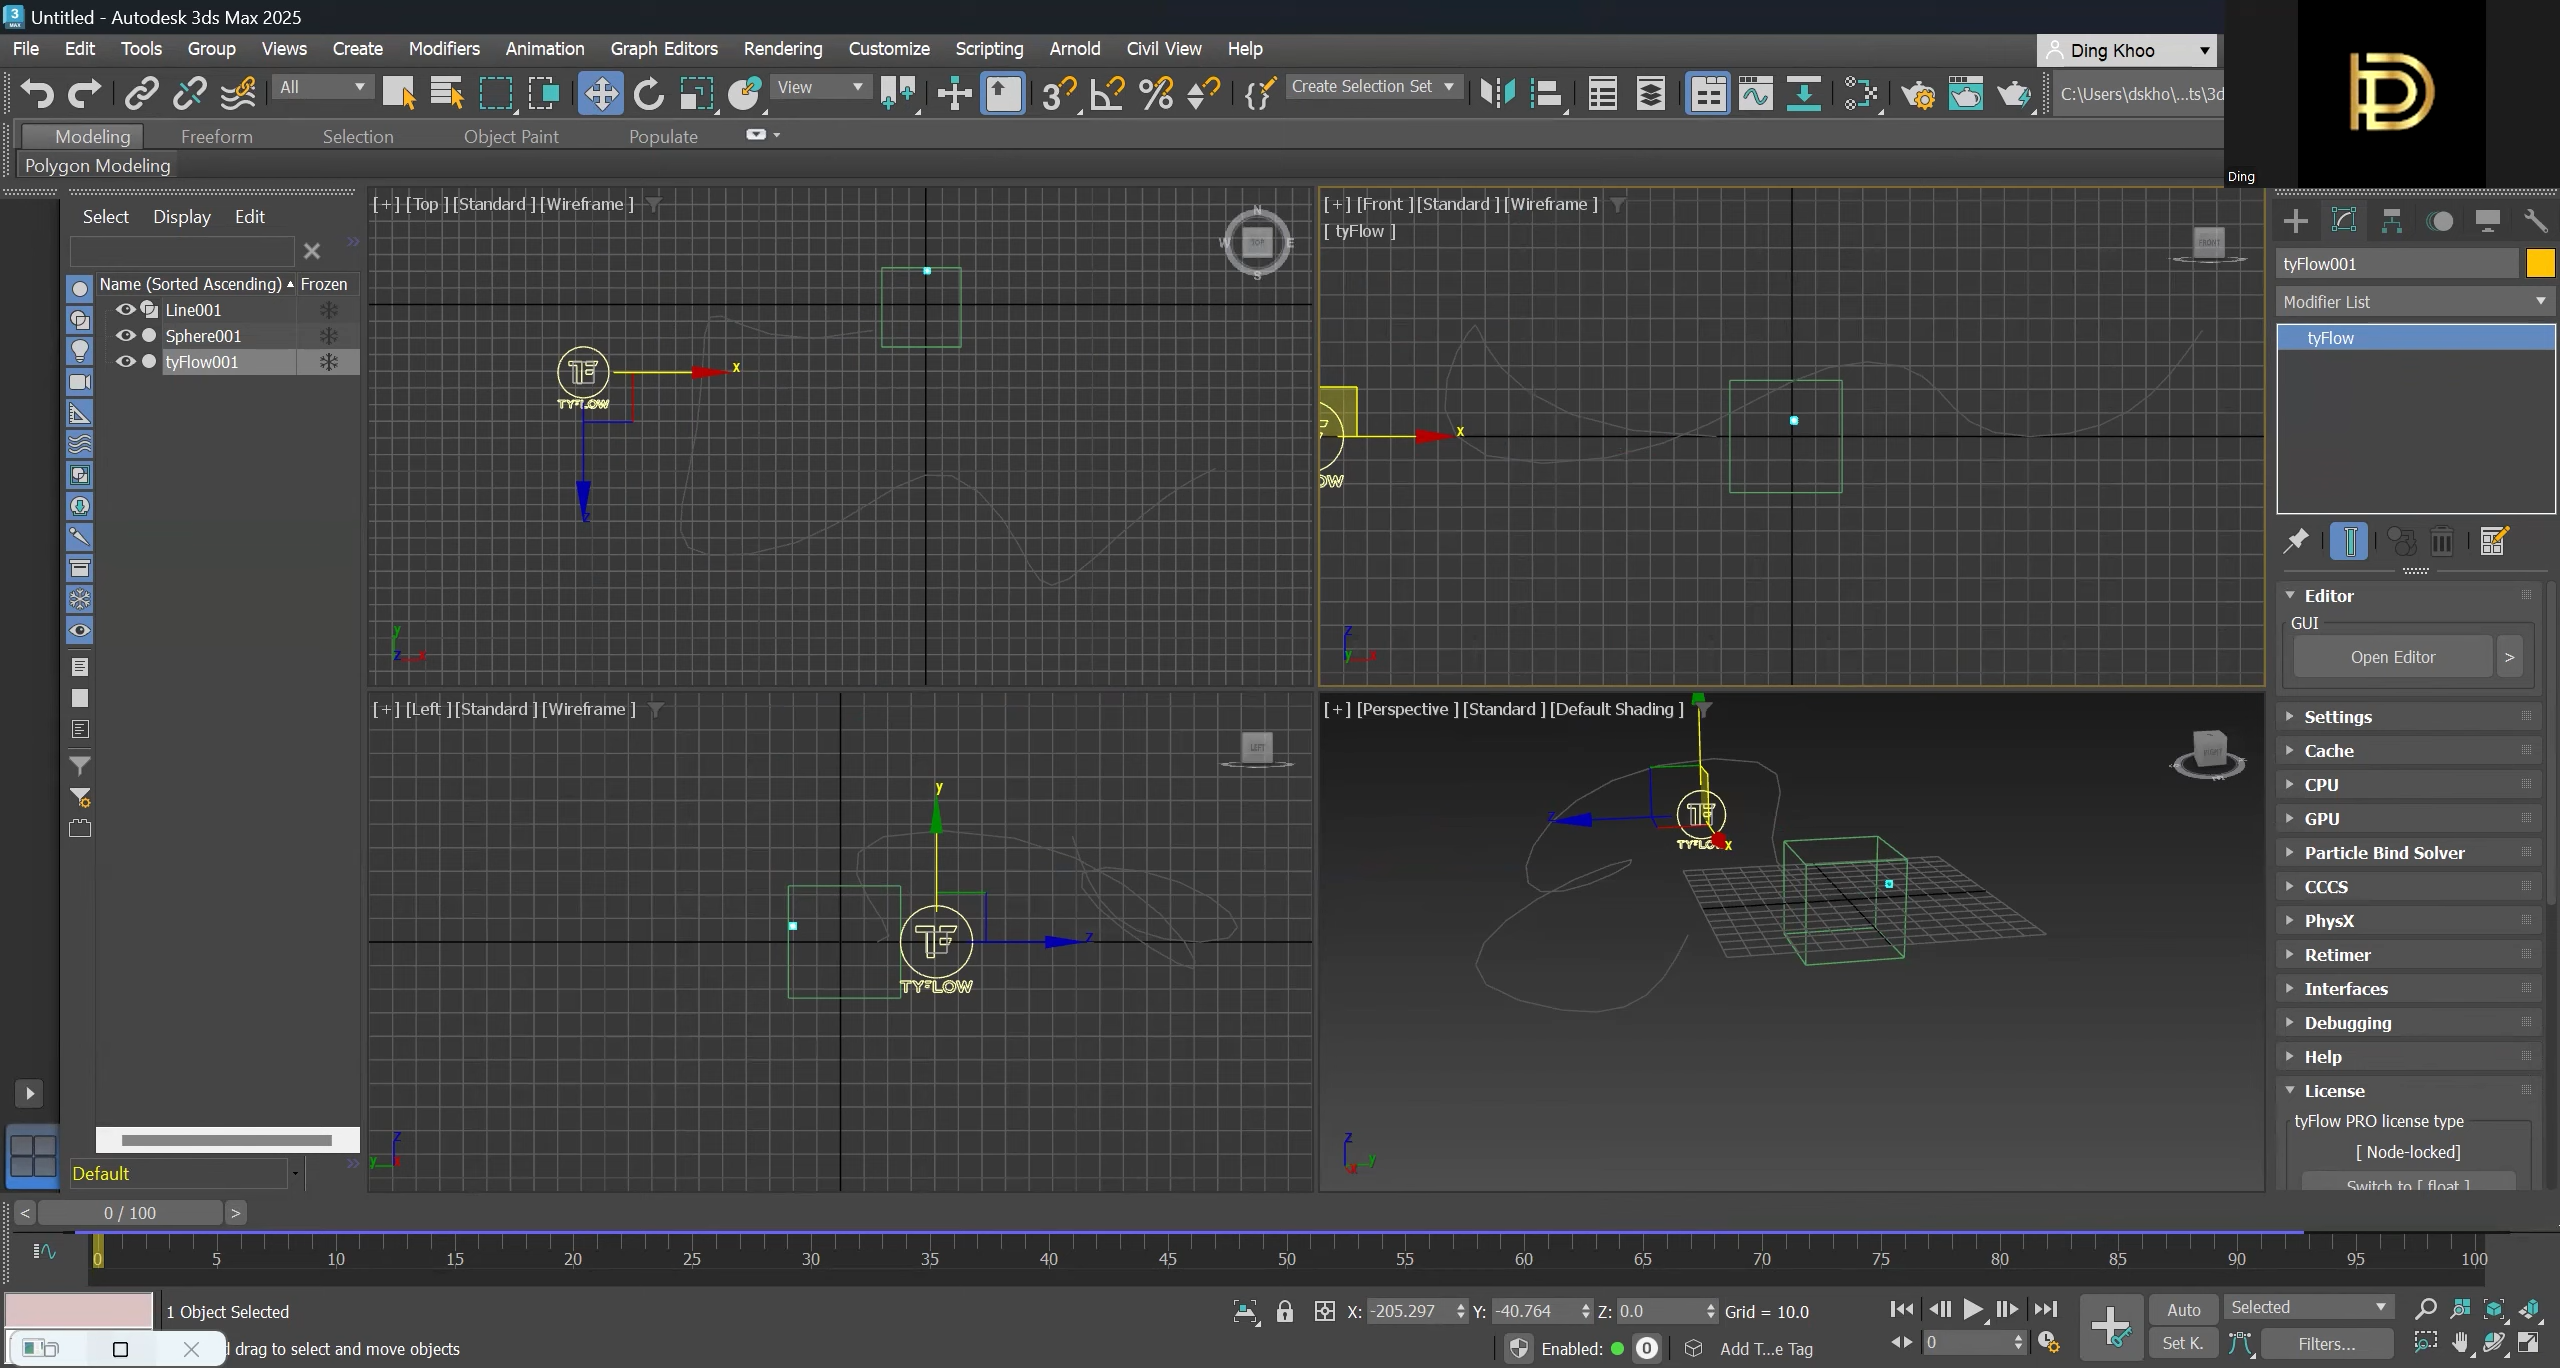 Untitled - Autodesk 3ds Max 2025
File Edit Tools Group Views Create Modifiers Animation Graph Editors Rendering Customize Scripting Arnold Civil View Help
Ding Khoo
All
View
Create Selection Set
C:\Users\dskho\...ts\3d
Modeling Freeform Selection Object Paint Populate
Polygon Modeling
Ding
Select Display Edit
Name (Sorted Ascending) Frozen
Line001
Sphere001
tyFlow001
[+] [Top ] [Standard ] [Wireframe ]
TYFLOW
[+] [Front ] [Standard ] [Wireframe ]
[ tyFlow ]
[+] [Left ] [Standard ] [Wireframe ]
TYFLOW
[+] [Perspective ] [Standard ] [Default Shading ]
tyFlow001
Modifier List
tyFlow
Editor
GUI
Open Editor >
Settings
Cache
CPU
GPU
Particle Bind Solver
CCCS
PhysX
Retimer
Interfaces
Debugging
Help
License
tyFlow PRO license type
[ Node-locked]
Switch to [ float ]
Default
< 0 / 100 >
0 5 10 15 20 25 30 35 40 45 50 55 60 65 70 75 80 85 90 95 100
1 Object Selected
X: -205.297 Y: -40.764 Z: 0.0 Grid = 10.0
Auto Selected
drag to select and move objects
Enabled: 0
Add T...e Tag
0
Set K. Filters...